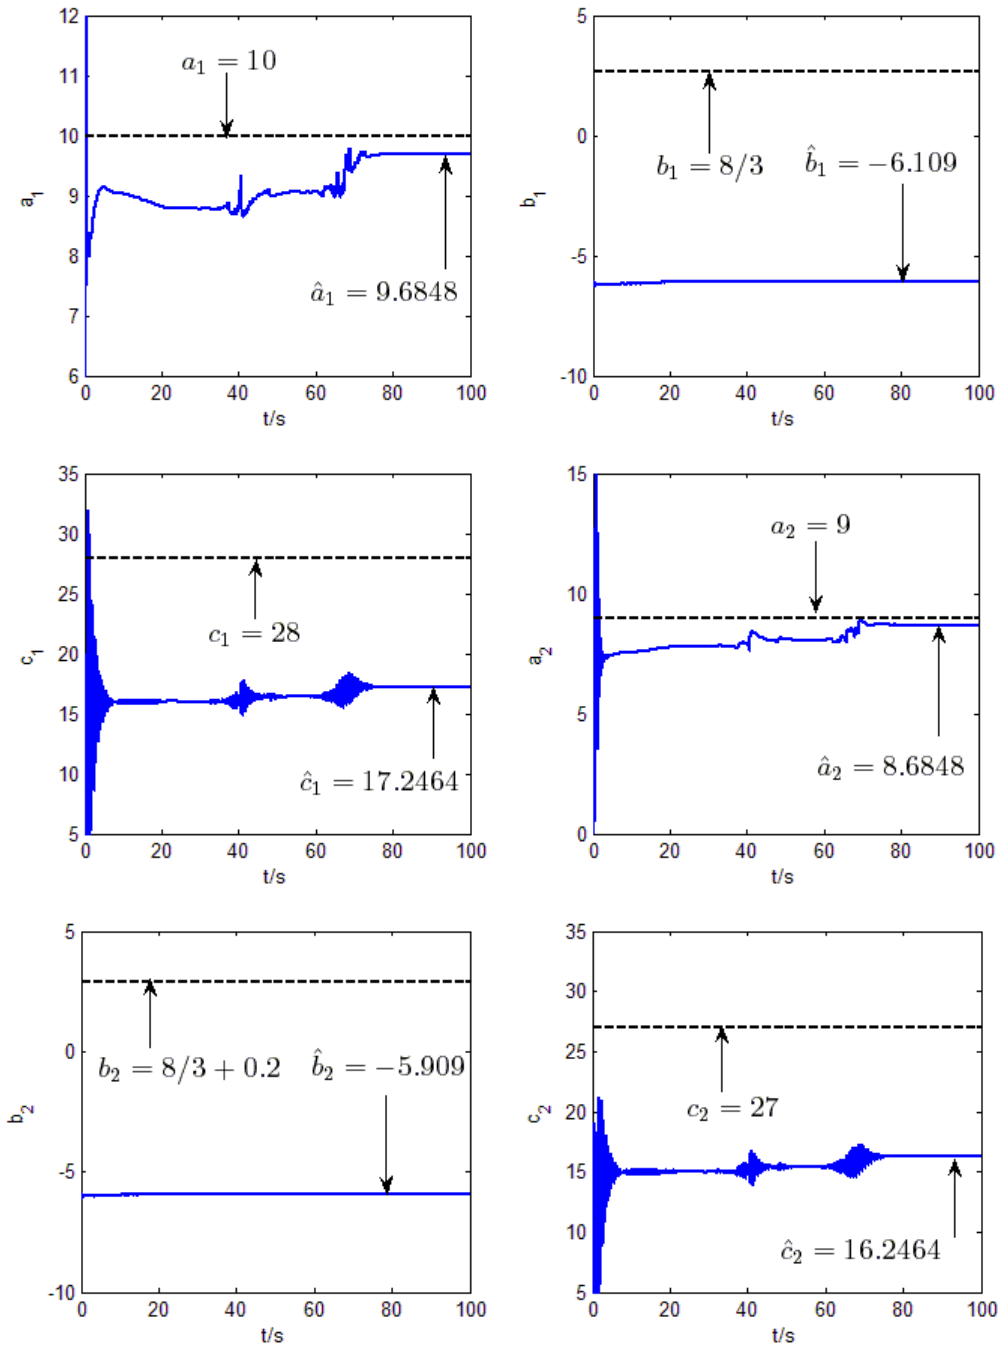 12
11
10
9
8
7
6
0 20 40 60 80 100
t/s
a₁
a₁ = 10
â₁ = 9.6848
5
0
-5
-10
0 20 40 60 80 100
t/s
b₁
b₁ = 8/3
b̂₁ = −6.109
35
30
25
20
15
10
5
0 20 40 60 80 100
t/s
c₁
c₁ = 28
ĉ₁ = 17.2464
15
10
5
0
0 20 40 60 80 100
t/s
a₂
a₂ = 9
â₂ = 8.6848
5
0
-5
-10
0 20 40 60 80 100
t/s
b₂
b₂ = 8/3 + 0.2
b̂₂ = −5.909
35
30
25
20
15
10
5
0 20 40 60 80 100
t/s
c₂
c₂ = 27
ĉ₂ = 16.2464